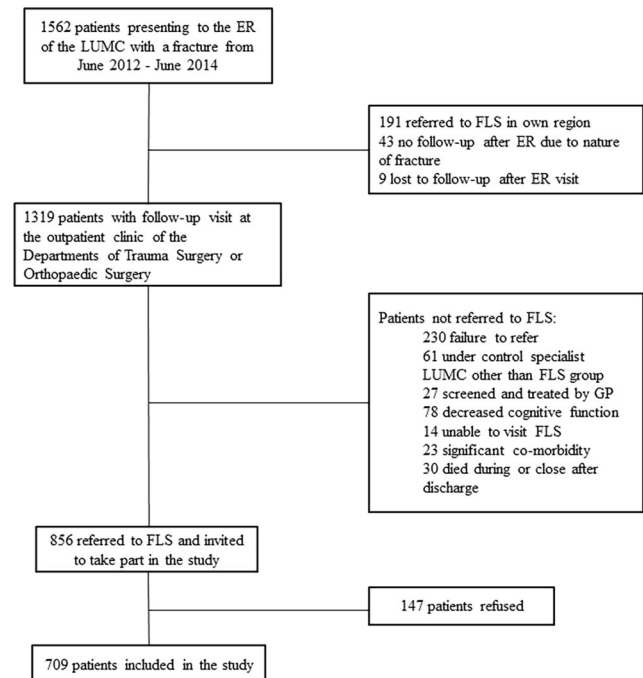 1562 patients presenting to the ER
of the LUMC with a fracture from
June 2012 - June 2014
191 referred to FLS in own region
43 no follow-up after ER due to nature
of fracture
9 lost to follow-up after ER visit
1319 patients with follow-up visit at
the outpatient clinic of the
Departments of Trauma Surgery or
Orthopaedic Surgery
Patients not referred to FLS:
230 failure to refer
61 under control specialist
LUMC other than FLS group
27 screened and treated by GP
78 decreased cognitive function
14 unable to visit FLS
23 significant co-morbidity
30 died during or close after
discharge
856 referred to FLS and invited
to take part in the study
147 patients refused
709 patients included in the study